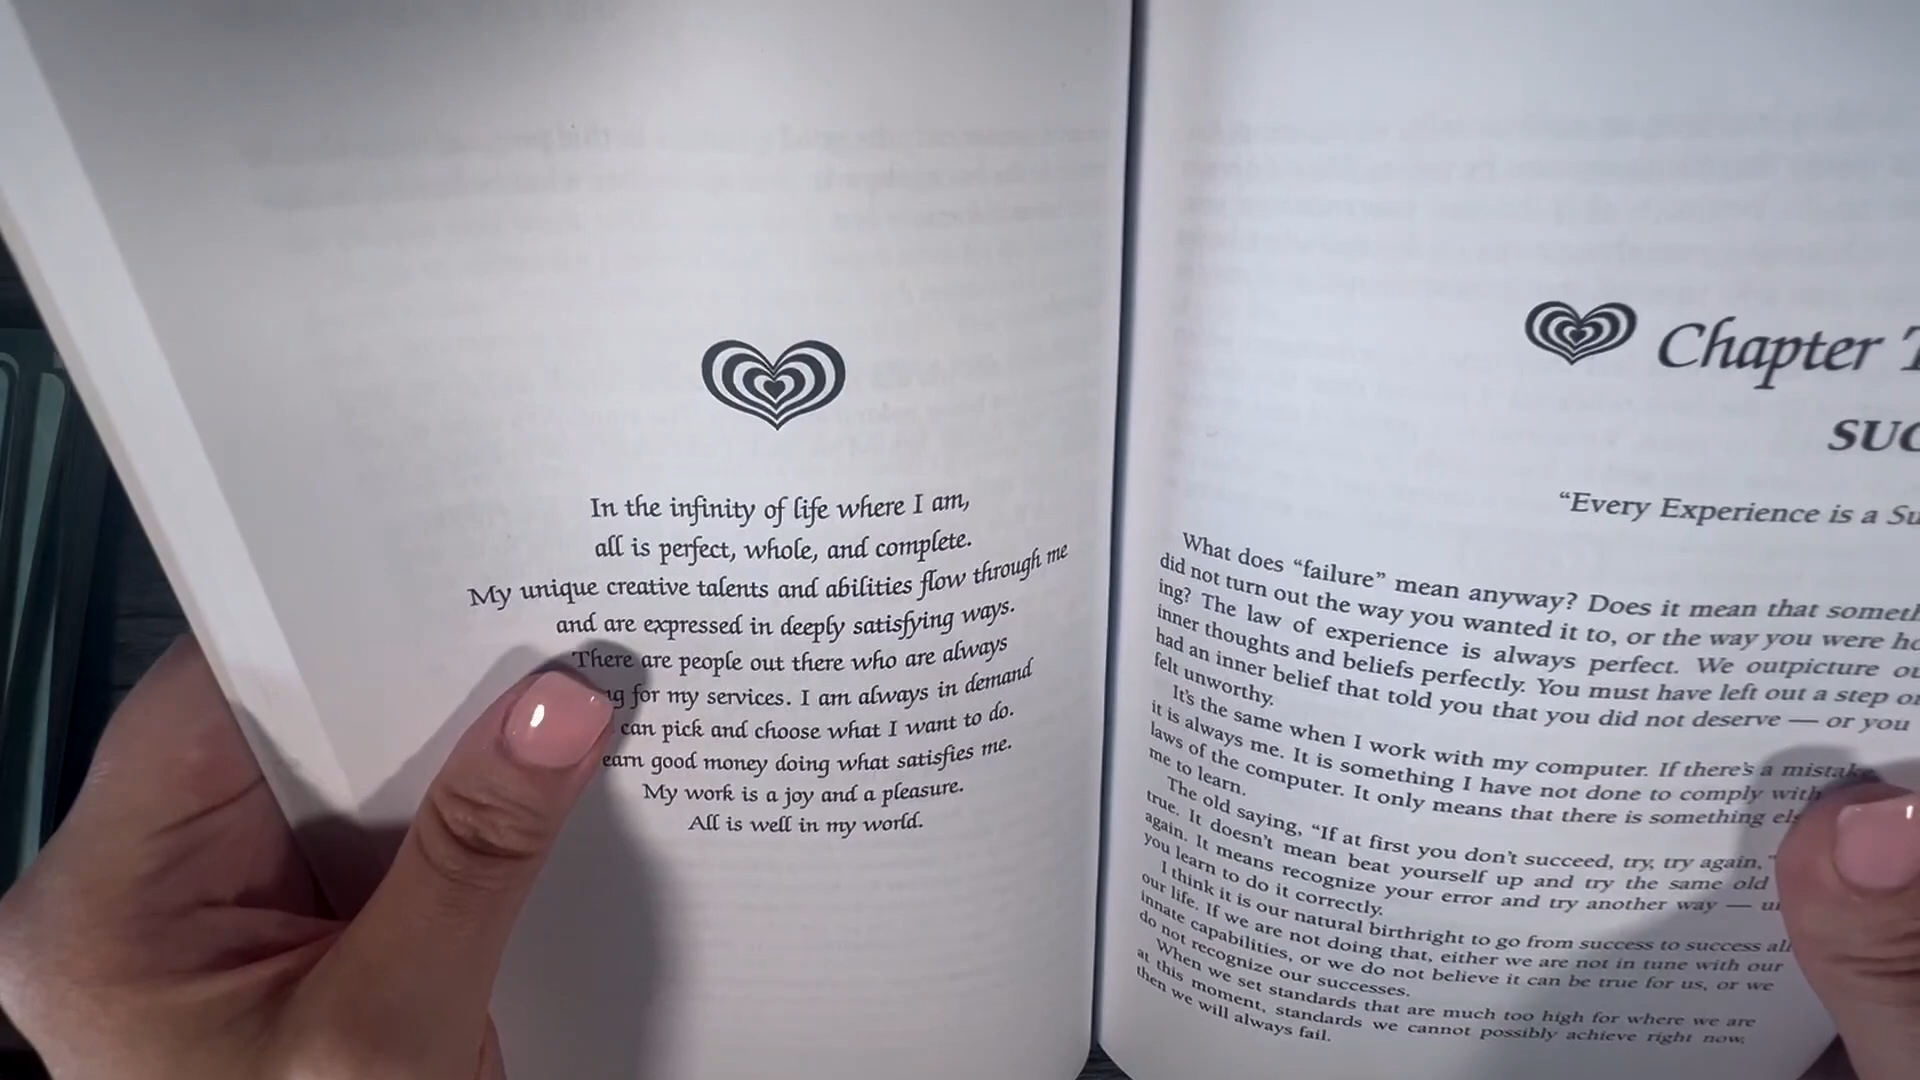 In the infinity of life where I am,
all is perfect, whole, and complete.
My unique creative talents and abilities flow through me
and are expressed in deeply satisfying ways.
There are people out there who are always
for my services. I am always in demand
can pick and choose what I want to do.
earn good money doing what satisfies me.
My work is a joy and a pleasure.
All is well in my world.
Chapter
"Every Experience is a
What does "failure" mean anyway? Does it mean that
did not turn out the way you wanted it to, or the way you were
ing? The law of experience is always perfect. We outpicture
inner thoughts and beliefs perfectly. You must have left out a step
had an inner belief that told you that you did not deserve — or you
felt unworthy.
It's the same when I work with my computer. If there's a mistake
it is always me. It is something I have not done to comply with
laws of the computer. It only means that there is something
me to learn.
The old saying, "If at first you don't succeed, try, try again,"
true. It doesn't mean beat yourself up and try the same old
again. It means recognize your error and try another way —
you learn to do it correctly.
I think it is our natural birthright to go from success to success all
our life. If we are not doing that, either we are not in tune with our
innate capabilities, or we do not believe it can be true for us, or we
do not recognize our successes.
When we set standards that are much too high for where we are
at this moment, standards we cannot possibly achieve right now,
then we will always fail.